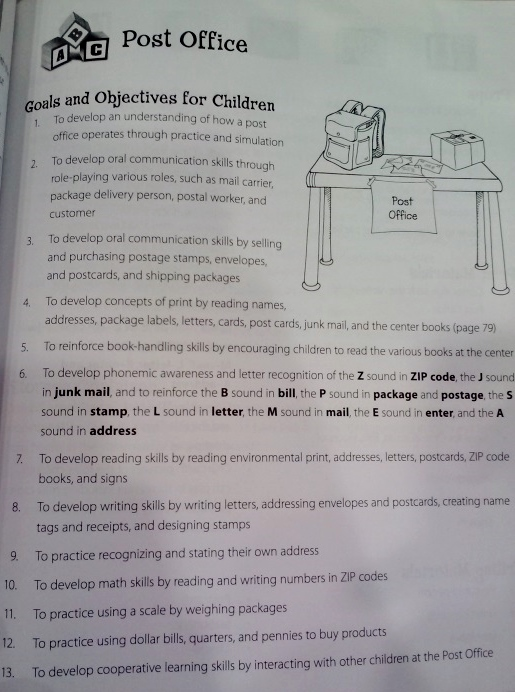 B
A C
Post Office
Goals and Objectives for Children
1. To develop an understanding of how a post
office operates through practice and simulation
2. To develop oral communication skills through
role-playing various roles, such as mail carrier,
package delivery person, postal worker, and
customer
Post
Office
3. To develop oral communication skills by selling
and purchasing postage stamps, envelopes,
and postcards, and shipping packages
4. To develop concepts of print by reading names,
addresses, package labels, letters, cards, post cards, junk mail, and the center books (page 79)
5. To reinforce book-handling skills by encouraging children to read the various books at the center
6. To develop phonemic awareness and letter recognition of the Z sound in ZIP code, the J sound
in junk mail, and to reinforce the B sound in bill, the P sound in package and postage, the S
sound in stamp, the L sound in letter, the M sound in mail, the E sound in enter, and the A
sound in address
7. To develop reading skills by reading environmental print, addresses, letters, postcards, ZIP code
books, and signs
8. To develop writing skills by writing letters, addressing envelopes and postcards, creating name
tags and receipts, and designing stamps
9. To practice recognizing and stating their own address
10. To develop math skills by reading and writing numbers in ZIP codes
11. To practice using a scale by weighing packages
12. To practice using dollar bills, quarters, and pennies to buy products
13. To develop cooperative learning skills by interacting with other children at the Post Office